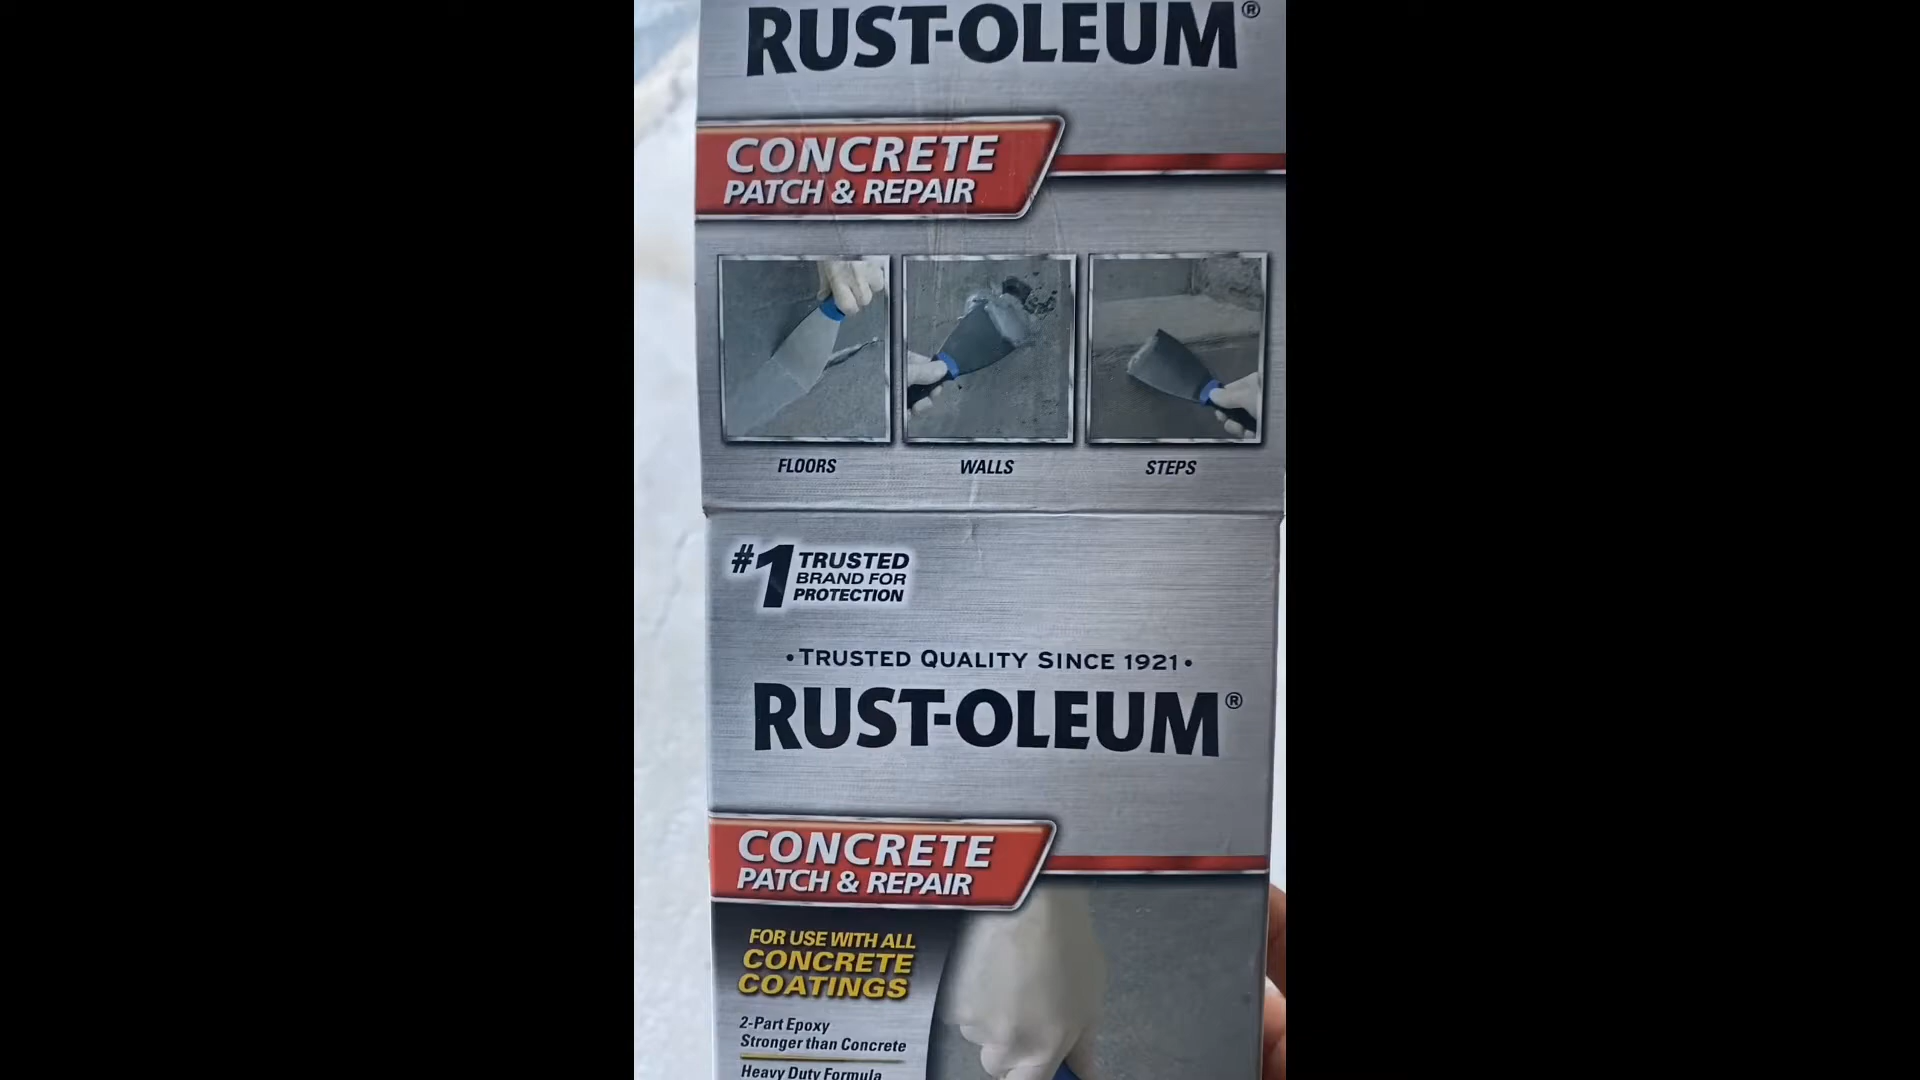 RUST-OLEUM®
CONCRETE
PATCH & REPAIR
FLOORS
WALLS
STEPS
#1 TRUSTED
BRAND FOR
PROTECTION
• TRUSTED QUALITY SINCE 1921 •
RUST-OLEUM®
CONCRETE
PATCH & REPAIR
FOR USE WITH ALL
CONCRETE
COATINGS
2-Part Epoxy
Stronger than Concrete
Heavy Duty Formula